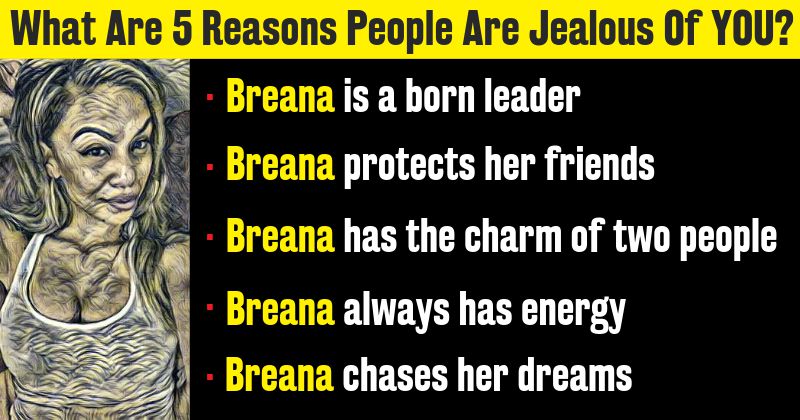 What Are 5 Reasons People Are Jealous Of YOU?
· Breana is a born leader
· Breana protects her friends
· Breana has the charm of two people
· Breana always has energy
· Breana chases her dreams